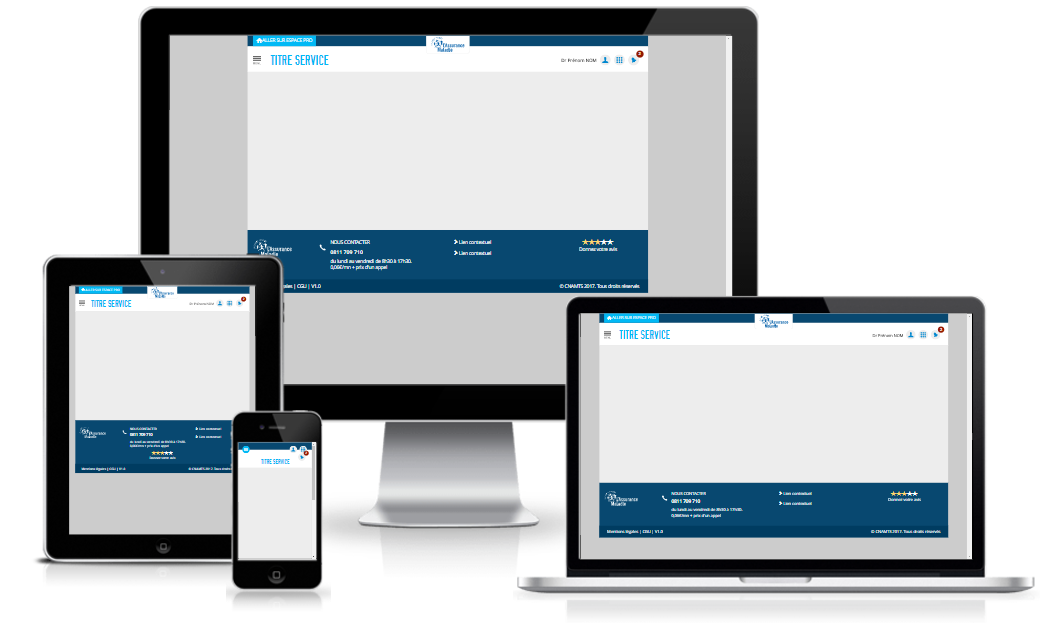 ALLER SUR ESPACE PRO
L'Assurance
Maladie
MENU
TITRE SERVICE
Dr Prénom NOM
2
L'Assurance
Maladie
NOUS CONTACTER
0811 709 710
du lundi au vendredi de 8h30 à 17h30.
0,06€/mn + prix d'un appel
Lien contextuel
Lien contextuel
Donnez votre avis
gales | CGU | V1.0
© CNAMTS 2017. Tous droits réservés
ALLER SUR ESPACE PRO
L'Assurance
Maladie
TITRE SERVICE
Dr Prénom NOM
2
L'Assurance
Maladie
NOUS CONTACTER
0811 709 710
du lundi au vendredi de 8h30 à 17h30.
0,06€/mn + prix d'un appel
Lien contextuel
Lien contextuel
Donnez votre avis
Mentions légales | CGU | V1.0
© CNAMTS 2017. Tous droits
TITRE SERVICE
2
ALLER SUR ESPACE PRO
L'Assurance
Maladie
MENU
TITRE SERVICE
Dr Prénom NOM
2
L'Assurance
Maladie
NOUS CONTACTER
0811 709 710
du lundi au vendredi de 8h30 à 17h30.
0,06€/mn + prix d'un appel
Lien contextuel
Lien contextuel
Donnez votre avis
Mentions légales | CGU | V1.0
© CNAMTS 2017. Tous droits réservés